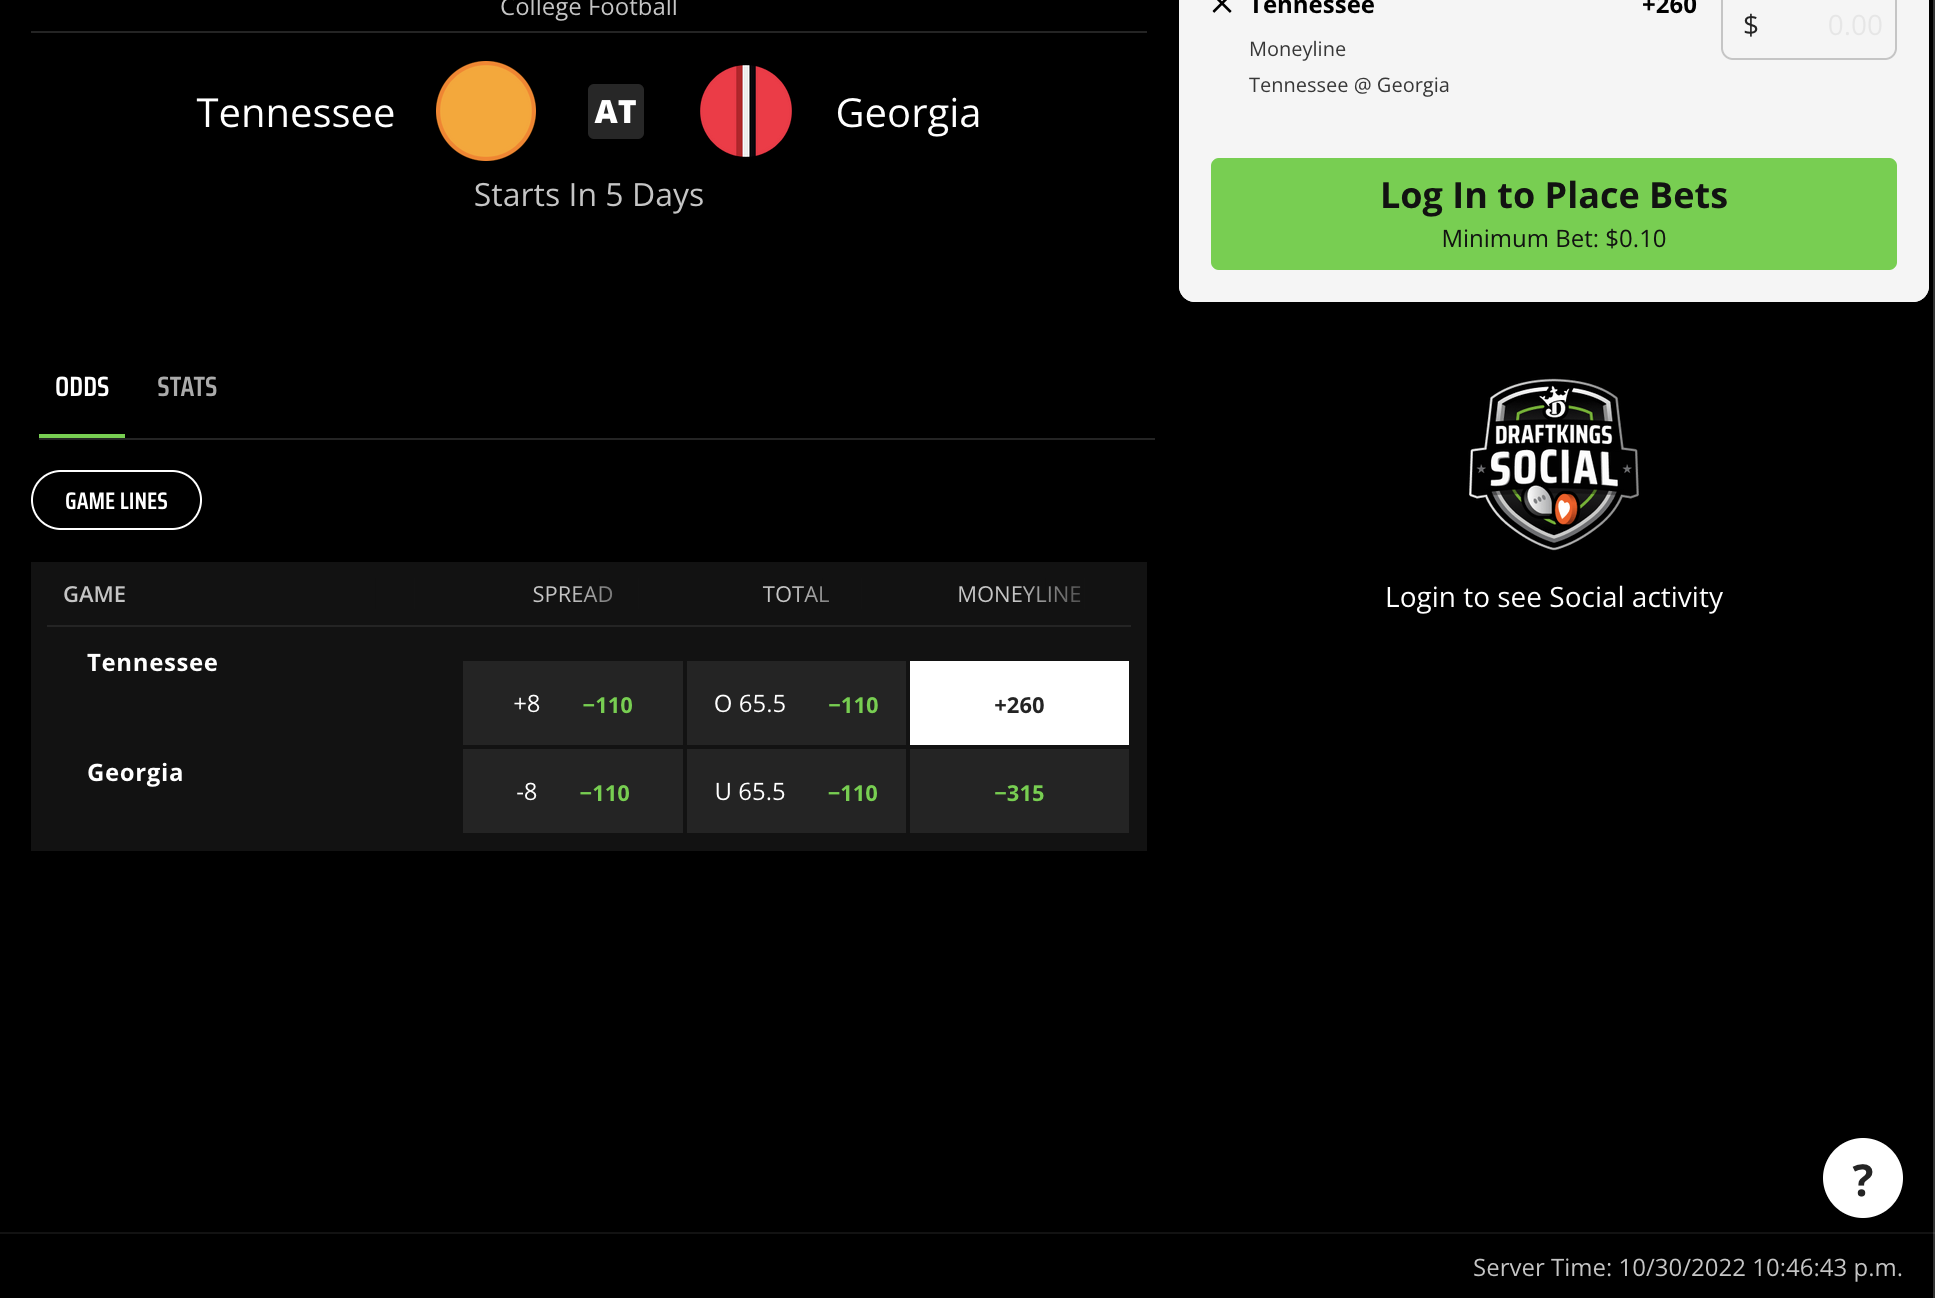 College Football
Tennessee
AT
Georgia
Starts In 5 Days
Tennessee +260
$ 0.00
Moneyline
Tennessee @ Georgia
Log In to Place Bets
Minimum Bet: $0.10
ODDS STATS
GAME LINES
GAME SPREAD TOTAL MONEYLINE
Tennessee
+8 −110 O 65.5 −110 +260
Georgia
-8 −110 U 65.5 −110 −315
D
DRAFTKINGS
SOCIAL
Login to see Social activity
?
Server Time: 10/30/2022 10:46:43 p.m.